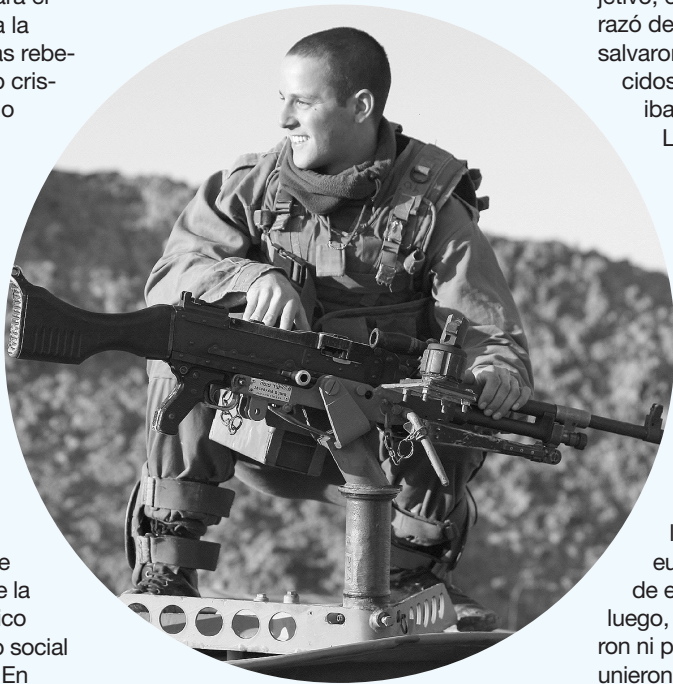 ara el
a la
as rebe-
o cris-
o
e
e la
ico
o social
En
jetivo, e
razó de
salvaron
cidos
iba
L
l
eu
de e
luego,
ron ni p
unieron